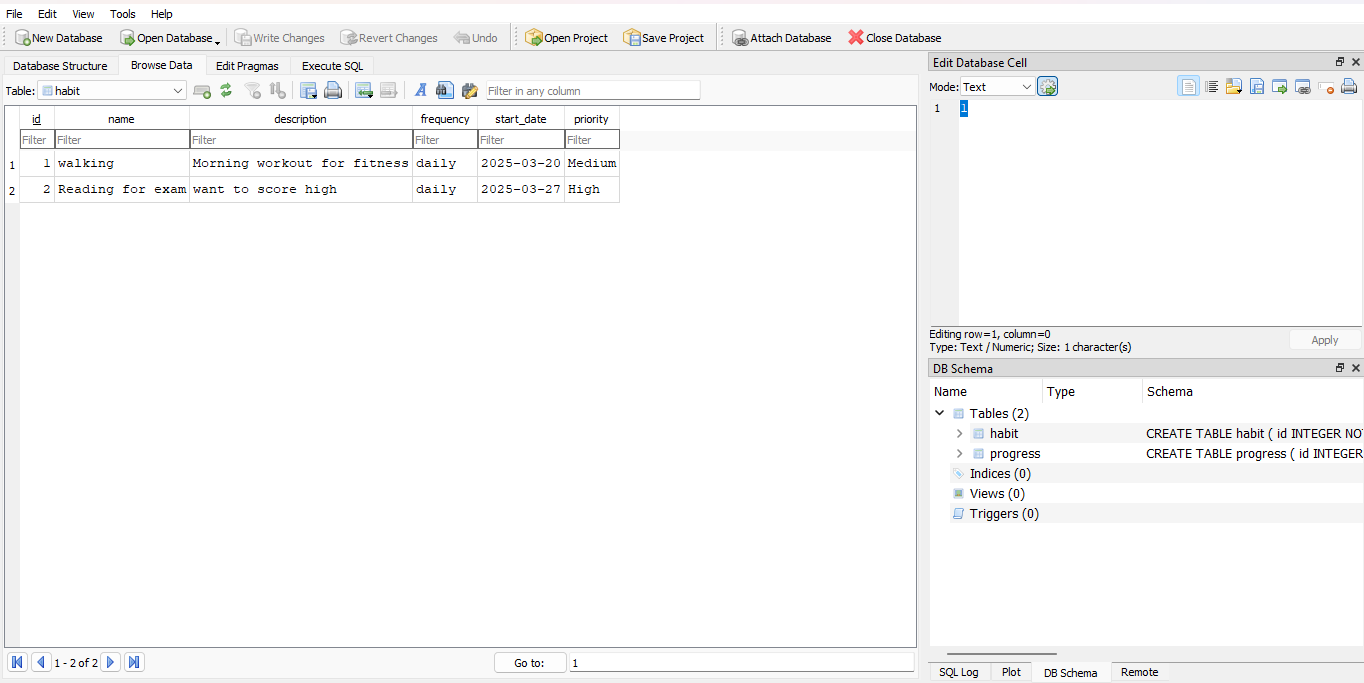 File Edit View Tools Help
New Database Open Database Write Changes Revert Changes Undo Open Project Save Project Attach Database Close Database
Database Structure Browse Data Edit Pragmas Execute SQL
Table: habit Filter in any column
id name description frequency start_date priority
Filter Filter Filter Filter Filter Filter
1 1 walking Morning workout for fitness daily 2025-03-20 Medium
2 2 Reading for exam want to score high daily 2025-03-27 High
1 - 2 of 2 Go to: 1
Edit Database Cell
Mode: Text
1 1
Editing row=1, column=0
Type: Text / Numeric; Size: 1 character(s)
Apply
DB Schema
Name Type Schema
Tables (2)
habit CREATE TABLE habit ( id INTEGER NO
progress CREATE TABLE progress ( id INTEGER
Indices (0)
Views (0)
Triggers (0)
SQL Log Plot DB Schema Remote